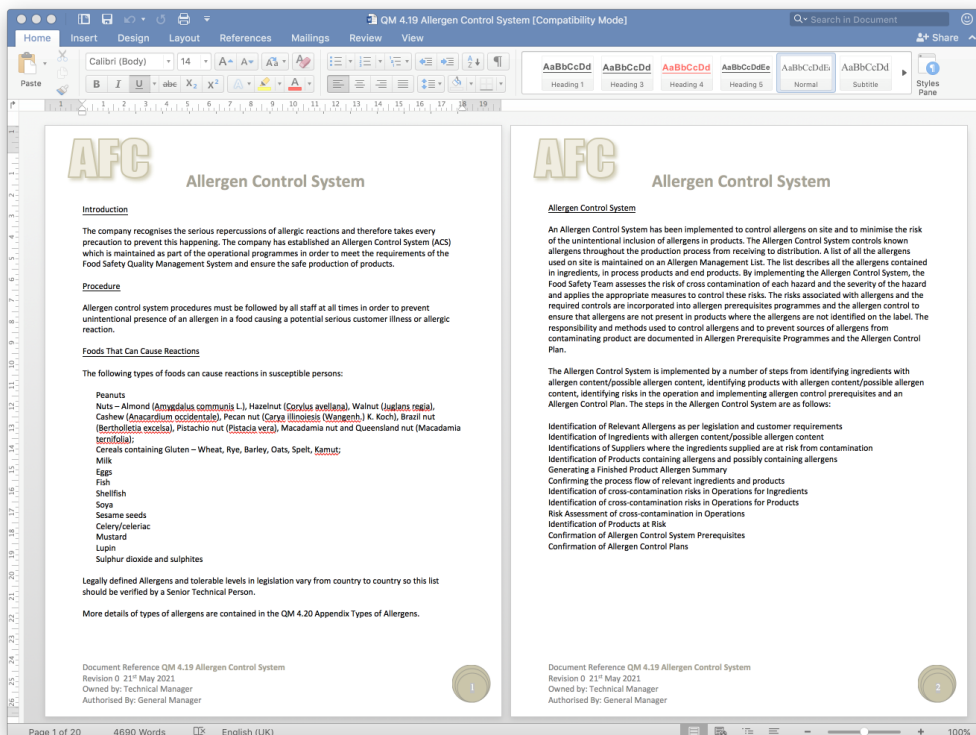 QM 4.19 Allergen Control System [Compatibility Mode]
Search in Document
Home Insert Design Layout References Mailings Review View
Share
Paste
Calibri (Body) 14
AaBbCcDd AaBbCcDd AaBbCcDd AaBbCcDdEe AaBbCcDdEi AaBbCcDd
Heading 1 Heading 3 Heading 4 Heading 5 Normal Subtitle
Styles
Pane
AFC
Allergen Control System
Introduction
The company recognises the serious repercussions of allergic reactions and therefore takes every
precaution to prevent this happening. The company has established an Allergen Control System (ACS)
which is maintained as part of the operational programmes in order to meet the requirements of the
Food Safety Quality Management System and ensure the safe production of products.
Procedure
Allergen control system procedures must be followed by all staff at all times in order to prevent
unintentional presence of an allergen in a food causing a potential serious customer illness or allergic
reaction.
Foods That Can Cause Reactions
The following types of foods can cause reactions in susceptible persons:
Peanuts
Nuts – Almond (Amygdalus communis L.), Hazelnut (Corylus avellana), Walnut (Juglans regia),
Cashew (Anacardium occidentale), Pecan nut (Carya illinoiesis (Wangenh.) K. Koch), Brazil nut
(Bertholletia excelsa), Pistachio nut (Pistacia vera), Macadamia nut and Queensland nut (Macadamia
ternifolia);
Cereals containing Gluten – Wheat, Rye, Barley, Oats, Spelt, Kamut;
Milk
Eggs
Fish
Shellfish
Soya
Sesame seeds
Celery/celeriac
Mustard
Lupin
Sulphur dioxide and sulphites
Legally defined Allergens and tolerable levels in legislation vary from country to country so this list
should be verified by a Senior Technical Person.
More details of types of allergens are contained in the QM 4.20 Appendix Types of Allergens.
Document Reference QM 4.19 Allergen Control System
Revision 0 21st May 2021
Owned by: Technical Manager
Authorised By: General Manager
1
AFC
Allergen Control System
Allergen Control System
An Allergen Control System has been implemented to control allergens on site and to minimise the risk
of the unintentional inclusion of allergens in products. The Allergen Control System controls known
allergens throughout the production process from receiving to distribution. A list of all the allergens
used on site is maintained on an Allergen Management List. The list describes all the allergens contained
in ingredients, in process products and end products. By implementing the Allergen Control System, the
Food Safety Team assesses the risk of cross contamination of each hazard and the severity of the hazard
and applies the appropriate measures to control these risks. The risks associated with allergens and the
required controls are incorporated into allergen prerequisites programmes and the allergen control to
ensure that allergens are not present in products where the allergens are not identified on the label. The
responsibility and methods used to control allergens and to prevent sources of allergens from
contaminating product are documented in Allergen Prerequisite Programmes and the Allergen Control
Plan.
The Allergen Control System is implemented by a number of steps from identifying ingredients with
allergen content/possible allergen content, identifying products with allergen content/possible allergen
content, identifying risks in the operation and implementing allergen control prerequisites and an
Allergen Control Plan. The steps in the Allergen Control System are as follows:
Identification of Relevant Allergens as per legislation and customer requirements
Identification of Ingredients with allergen content/possible allergen content
Identifications of Suppliers where the ingredients supplied are at risk from contamination
Identification of Products containing allergens and possibly containing allergens
Generating a Finished Product Allergen Summary
Confirming the process flow of relevant ingredients and products
Identification of cross-contamination risks in Operations for Ingredients
Identification of cross-contamination risks in Operations for Products
Risk Assessment of cross-contamination in Operations
Identification of Products at Risk
Confirmation of Allergen Control System Prerequisites
Confirmation of Allergen Control Plans
Document Reference QM 4.19 Allergen Control System
Revision 0 21st May 2021
Owned by: Technical Manager
Authorised By: General Manager
2
Page 1 of 20 4690 Words English (UK) 100%